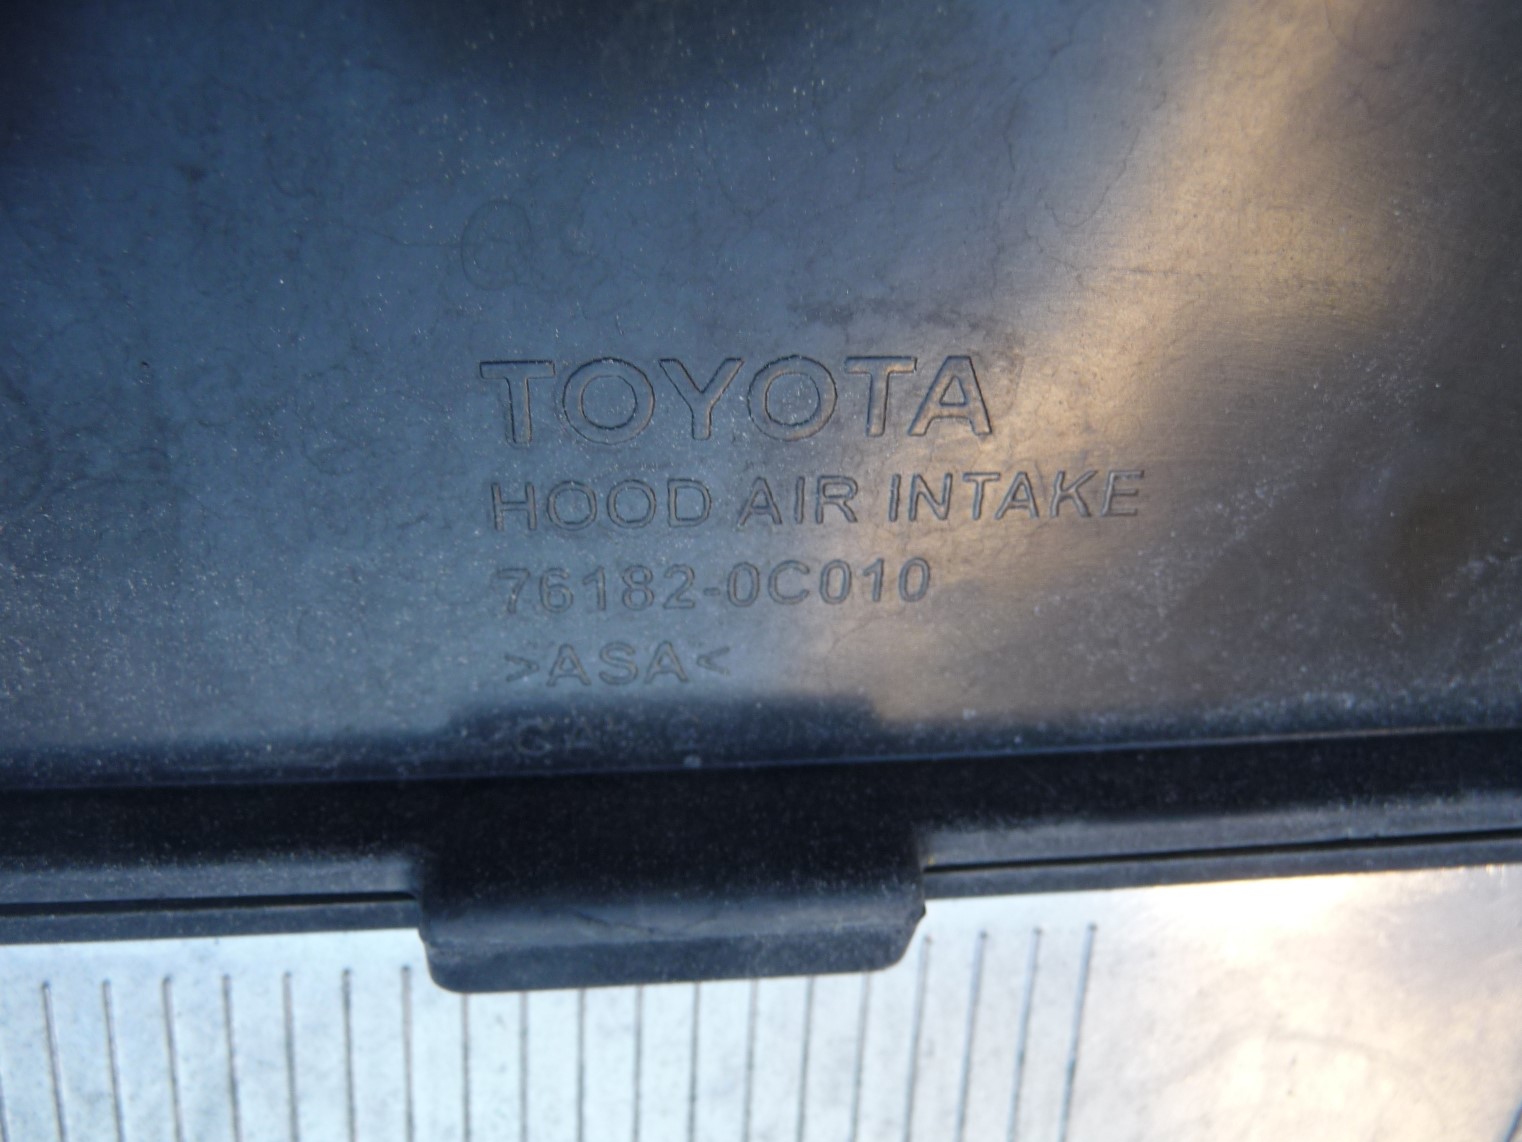 TOYOTA
HOOD AIR INTAKE
76182-0C010
>ASA<